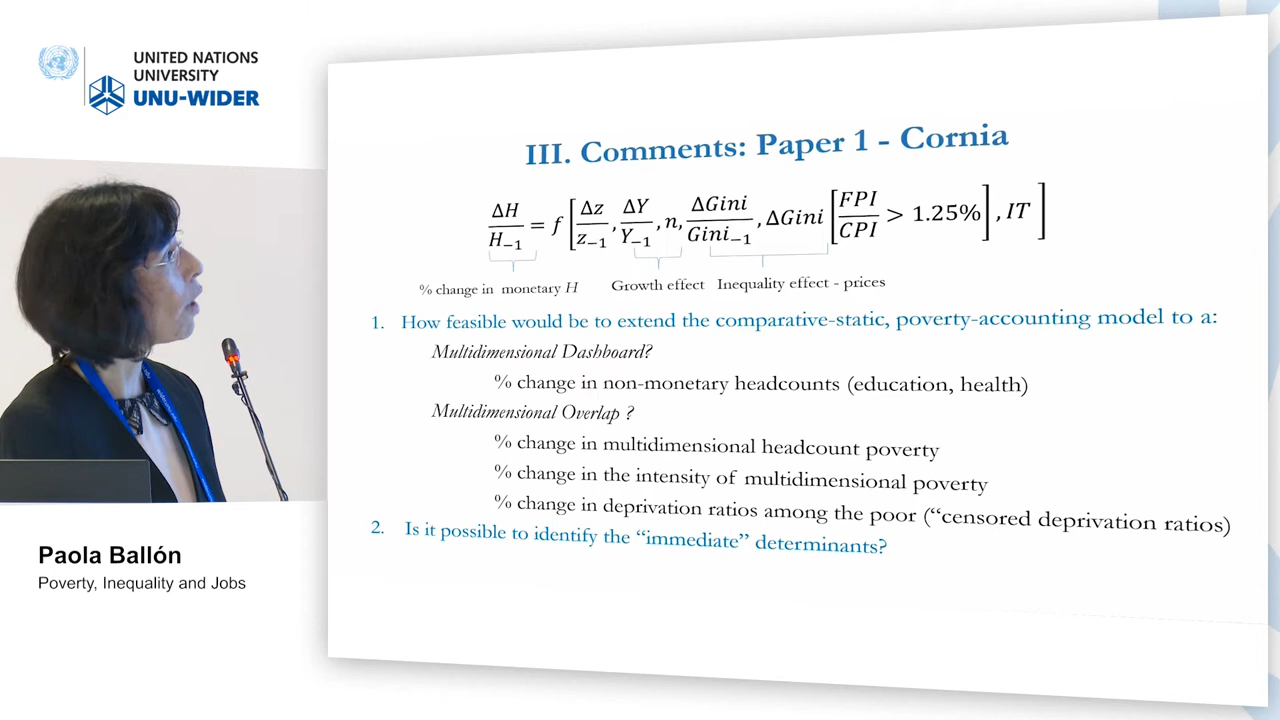 UNITED NATIONS
UNIVERSITY
UNU-WIDER
III. Comments: Paper 1 - Cornia
ΔH/H₋₁ = f [Δz/z₋₁, ΔY/Y₋₁, n, ΔGini/Gini₋₁, ΔGini [FPI/CPI > 1.25%], IT]
% change in monetary H Growth effect Inequality effect - prices
1. How feasible would be to extend the comparative-static, poverty-accounting model to a:
Multidimensional Dashboard?
% change in non-monetary headcounts (education, health)
Multidimensional Overlap ?
% change in multidimensional headcount poverty
% change in the intensity of multidimensional poverty
% change in deprivation ratios among the poor (“censored deprivation ratios)
2. Is it possible to identify the “immediate” determinants?
Paola Ballón
Poverty, Inequality and Jobs